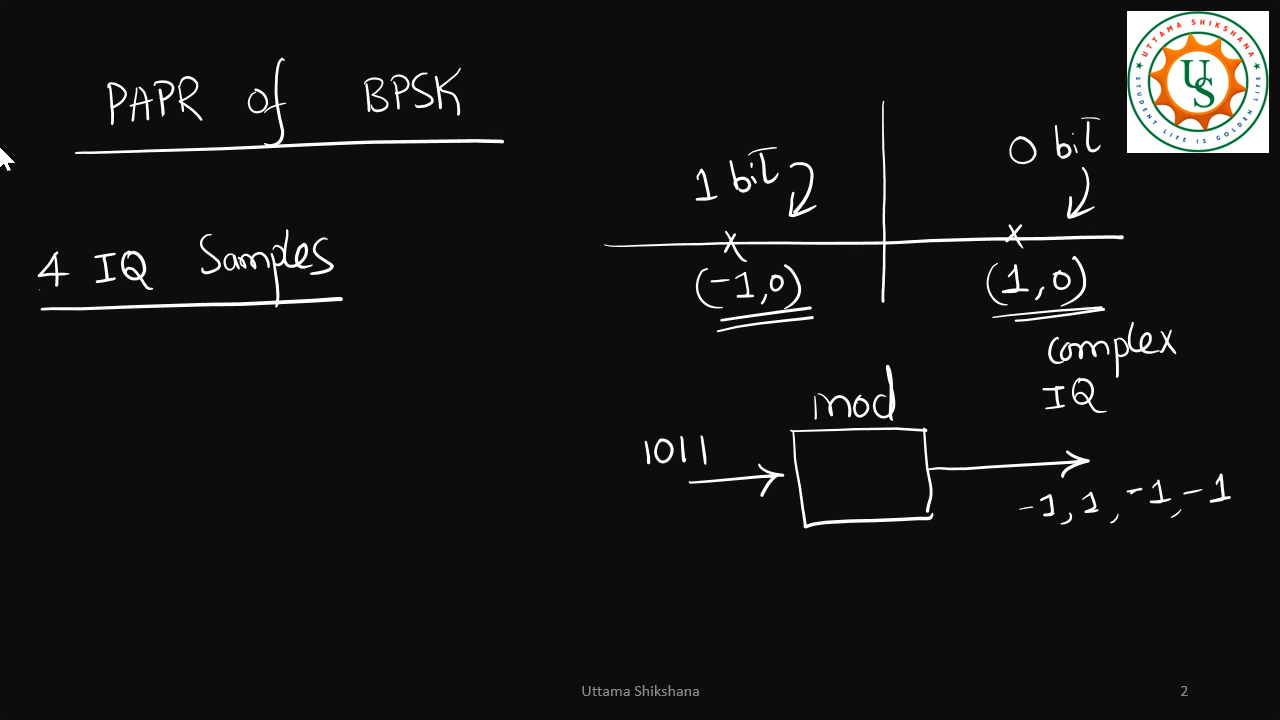 PAPR of BPSK
4 IQ Samples
1 bit
0 bit
(-1,0)
(1,0)
complex
IQ
mod
1011
-1, 1, -1, -1
UTTAMA SHIKSHANA
US
STUDENT LIFE IS GOLDEN LIFE
Uttama Shikshana
2